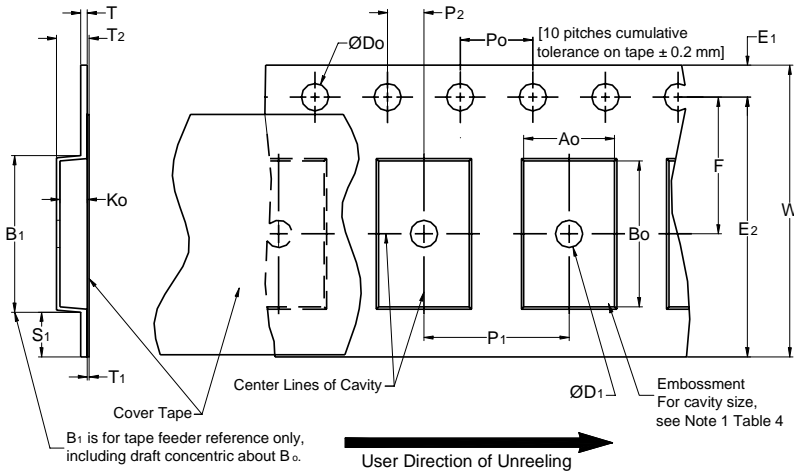 T
P2
T2
ØDo
Po
[10 pitches cumulative
tolerance on tape ± 0.2 mm]
E1
Ao
F
W
Ko
B1
Bo
E2
S1
P1
T1
Center Lines of Cavity
ØD1
Embossment
For cavity size,
see Note 1 Table 4
Cover Tape
B1 is for tape feeder reference only,
including draft concentric about Bo.
User Direction of Unreeling